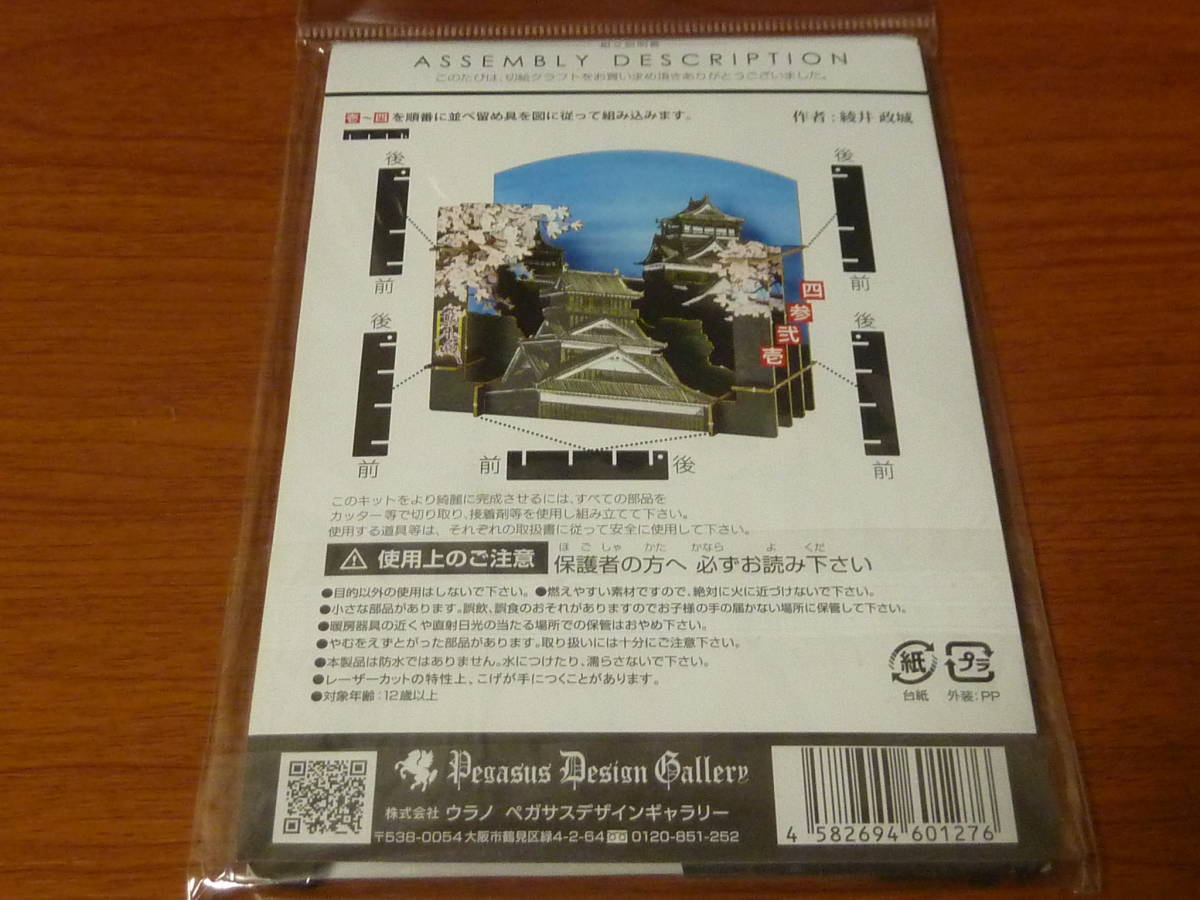 組立説明書
ASSEMBLY DESCRIPTION
このたびは、切絵クラフトをお買い求め頂きありがとうございました。
壱~四を順番に並べ留め具を図に従って組み込みます。
作者:綾井 政城
後
前
後
前
後
前
後
前
前
後
四
参
弐
壱
熊本城
このキットをより綺麗に完成させるには、すべての部品を
カッター等で切り取り、接着剤等を使用し組み立てて下さい。
使用する道具等は、それぞれの取扱書に従って安全に使用して下さい。
⚠ 使用上のご注意
ほごしゃ かた かなら よ くだ
保護者の方へ 必ずお読み下さい
●目的以外の使用はしないで下さい。●燃えやすい素材ですので、絶対に火に近づけないで下さい。
●小さな部品があります。誤飲、誤食のおそれがありますのでお子様の手の届かない場所に保管して下さい。
●暖房器具の近くや直射日光の当たる場所での保管はおやめ下さい。
●やむをえずとがった部品があります。取り扱いには十分にご注意下さい。
●本製品は防水ではありません。水につけたり、濡らさないで下さい。
●レーザーカットの特性上、こげが手につくことがあります。
●対象年齢:12歳以上
紙
台紙
プラ
外装:PP
Pegasus Design Gallery
株式会社 ウラノ ペガサスデザインギャラリー
〒538-0054 大阪市鶴見区緑4-2-64 0120-851-252
4 582694 601276